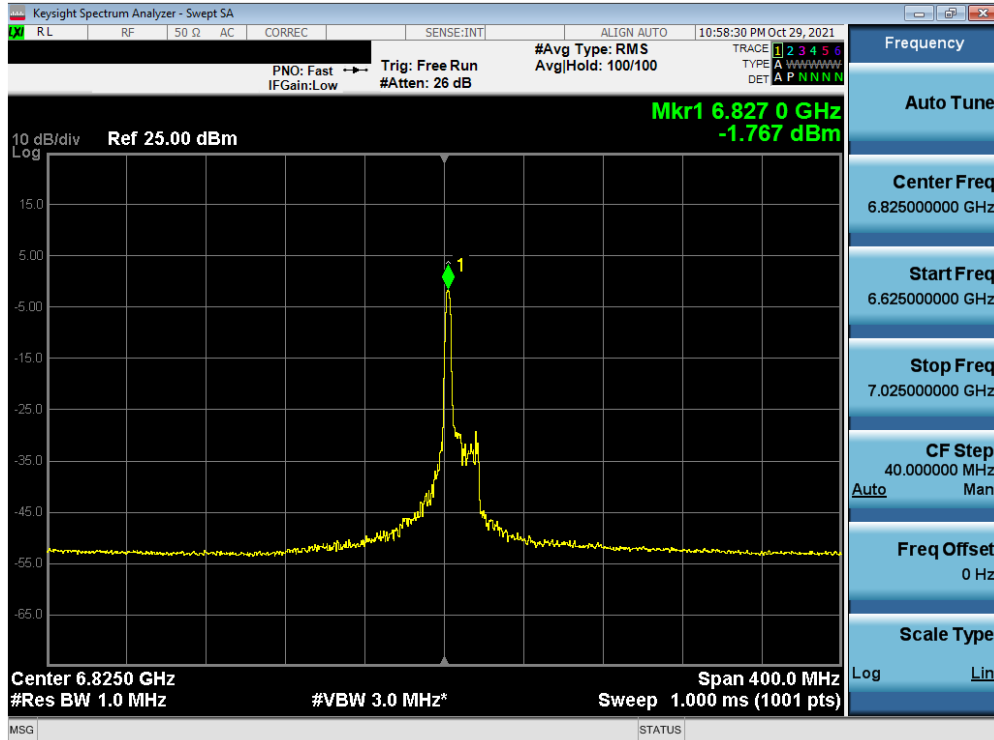 Keysight Spectrum Analyzer - Swept SA
LXI RL RF 50 Ω AC CORREC SENSE:INT ALIGN AUTO 10:58:30 PM Oct 29, 2021
PNO: Fast
IFGain:Low
Trig: Free Run
#Atten: 26 dB
#Avg Type: RMS
Avg|Hold: 100/100
TRACE 1 2 3 4 5 6
TYPE A WWWWW
DET A P N N N N
Mkr1 6.827 0 GHz
-1.767 dBm
10 dB/div Ref 25.00 dBm
Log
15.0
5.00
-5.00
-15.0
-25.0
-35.0
-45.0
-55.0
-65.0
1
Center 6.8250 GHz Span 400.0 MHz
#Res BW 1.0 MHz #VBW 3.0 MHz* Sweep 1.000 ms (1001 pts)
MSG STATUS
Frequency
Auto Tune
Center Freq
6.825000000 GHz
Start Freq
6.625000000 GHz
Stop Freq
7.025000000 GHz
CF Step
40.000000 MHz
Auto Man
Freq Offset
0 Hz
Scale Type
Log Lin